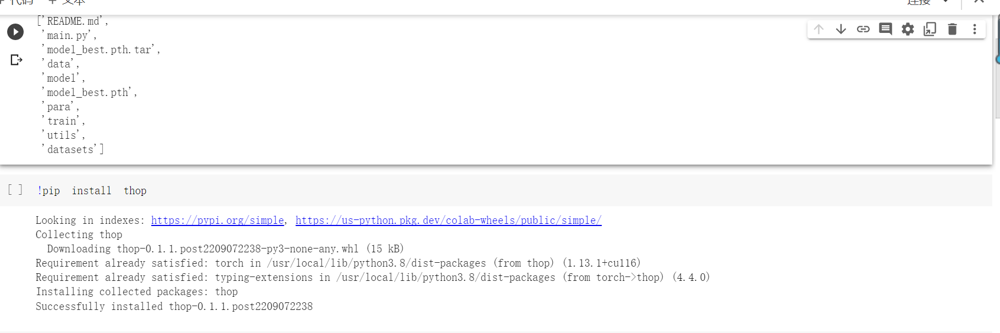 + 代码 + 文本 连接
['README.md',
'main.py',
'model_best.pth.tar',
'data',
'model',
'model_best.pth',
'para',
'train',
'utils',
'datasets']
[ ] !pip install thop
Looking in indexes: https://pypi.org/simple, https://us-python.pkg.dev/colab-wheels/public/simple/
Collecting thop
Downloading thop-0.1.1.post2209072238-py3-none-any.whl (15 kB)
Requirement already satisfied: torch in /usr/local/lib/python3.8/dist-packages (from thop) (1.13.1+cu116)
Requirement already satisfied: typing-extensions in /usr/local/lib/python3.8/dist-packages (from torch->thop) (4.4.0)
Installing collected packages: thop
Successfully installed thop-0.1.1.post2209072238